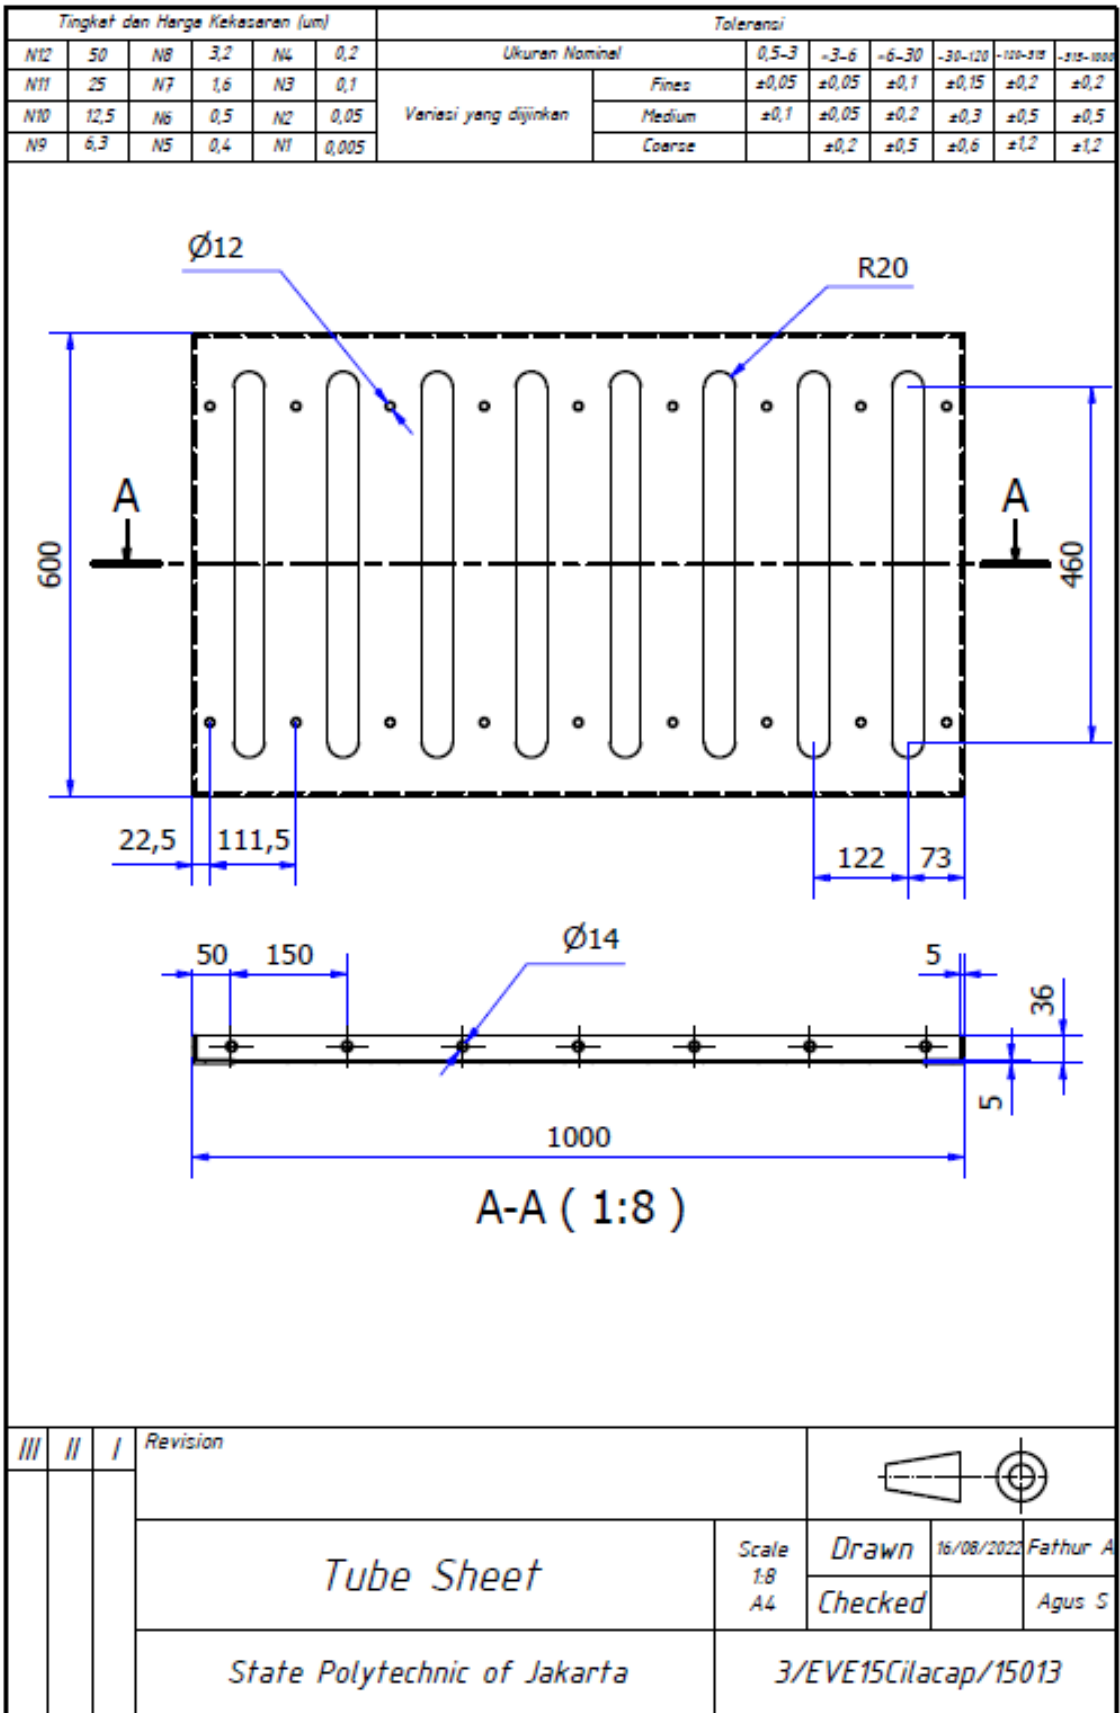 Tingkat dan Harga Kekasaran (um) Toleransi
N12 50 N8 3,2 N4 0,2 Ukuran Nominal 0,5-3 -3-6 -6-30 -30-120 -120-315 -315-1000
N11 25 N7 1,6 N3 0,1 Variasi yang diijinkan Fines ±0,05 ±0,05 ±0,1 ±0,15 ±0,2 ±0,2
N10 12,5 N6 0,5 N2 0,05 Medium ±0,1 ±0,05 ±0,2 ±0,3 ±0,5 ±0,5
N9 6,3 N5 0,4 N1 0,005 Coarse ±0,2 ±0,5 ±0,6 ±1,2 ±1,2
Ø12
R20
A A
600
460
22,5 111,5
122 73
50 150 Ø14 5
36
5
1000
A-A ( 1:8 )
III II I Revision
Tube Sheet
Scale
1:8
A4
Drawn 16/08/2022 Fathur A
Checked Agus S
State Polytechnic of Jakarta
3/EVE15Cilacap/15013